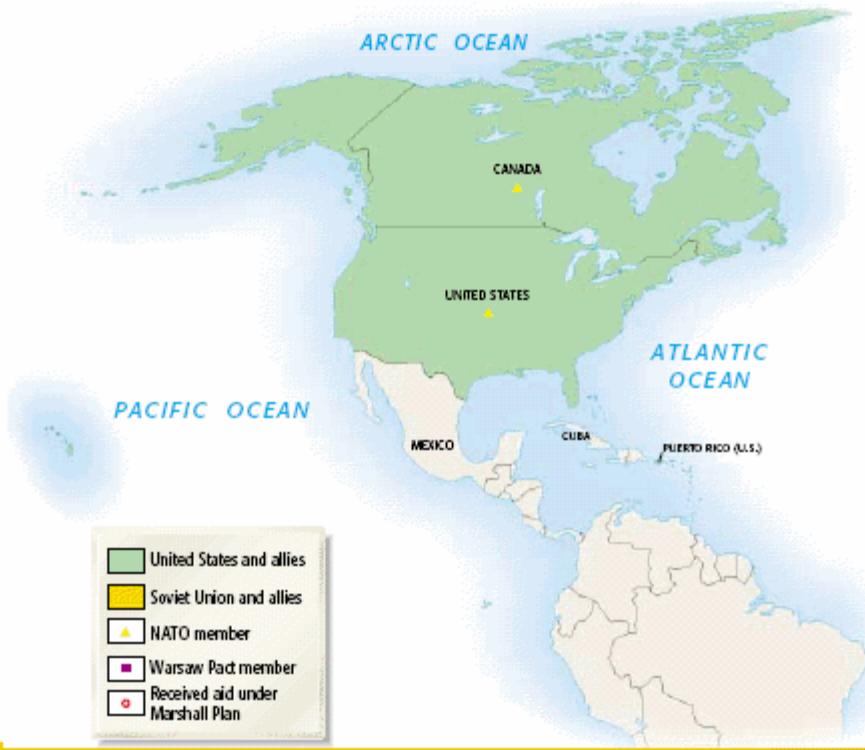 ARCTIC OCEAN
CANADA
UNITED STATES
ATLANTIC
OCEAN
PACIFIC OCEAN
MEXICO
CUBA
PUERTO RICO (U.S.)
United States and allies
Soviet Union and allies
NATO member
Warsaw Pact member
Received aid under
Marshall Plan